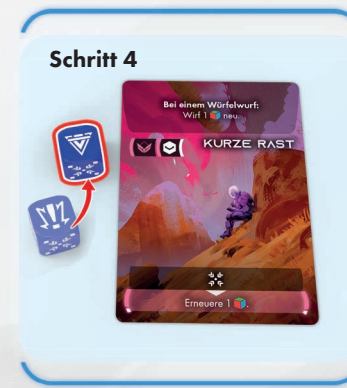 Schritt 4
Bei einem Würfelwurf:
Wirf 1 neu.
KURZE RAST
Erneuere 1 .